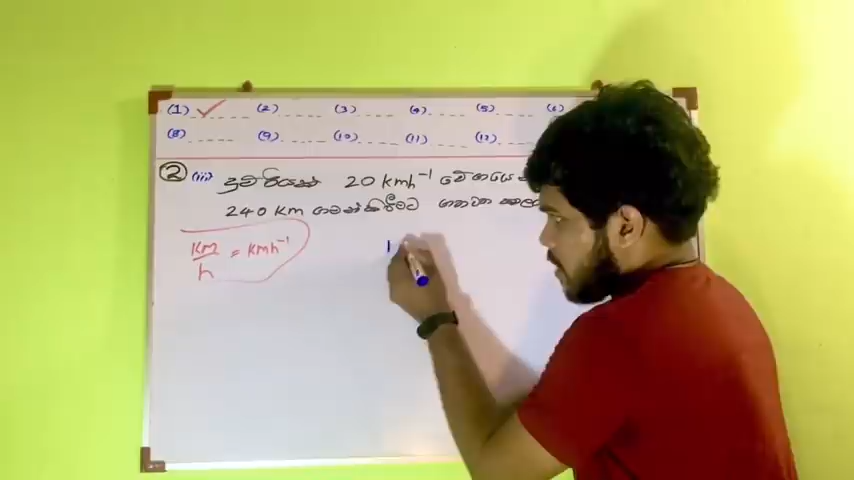 (1) (2) (3) (4) (5) (6)
(8) (9) (10) (11) (12)
2 (iii) දුම්රියක් 20 kmh⁻¹ වේගයෙ
240 km ගමන් කිරීමට ගතවන කාල
km/h = kmh⁻¹
1